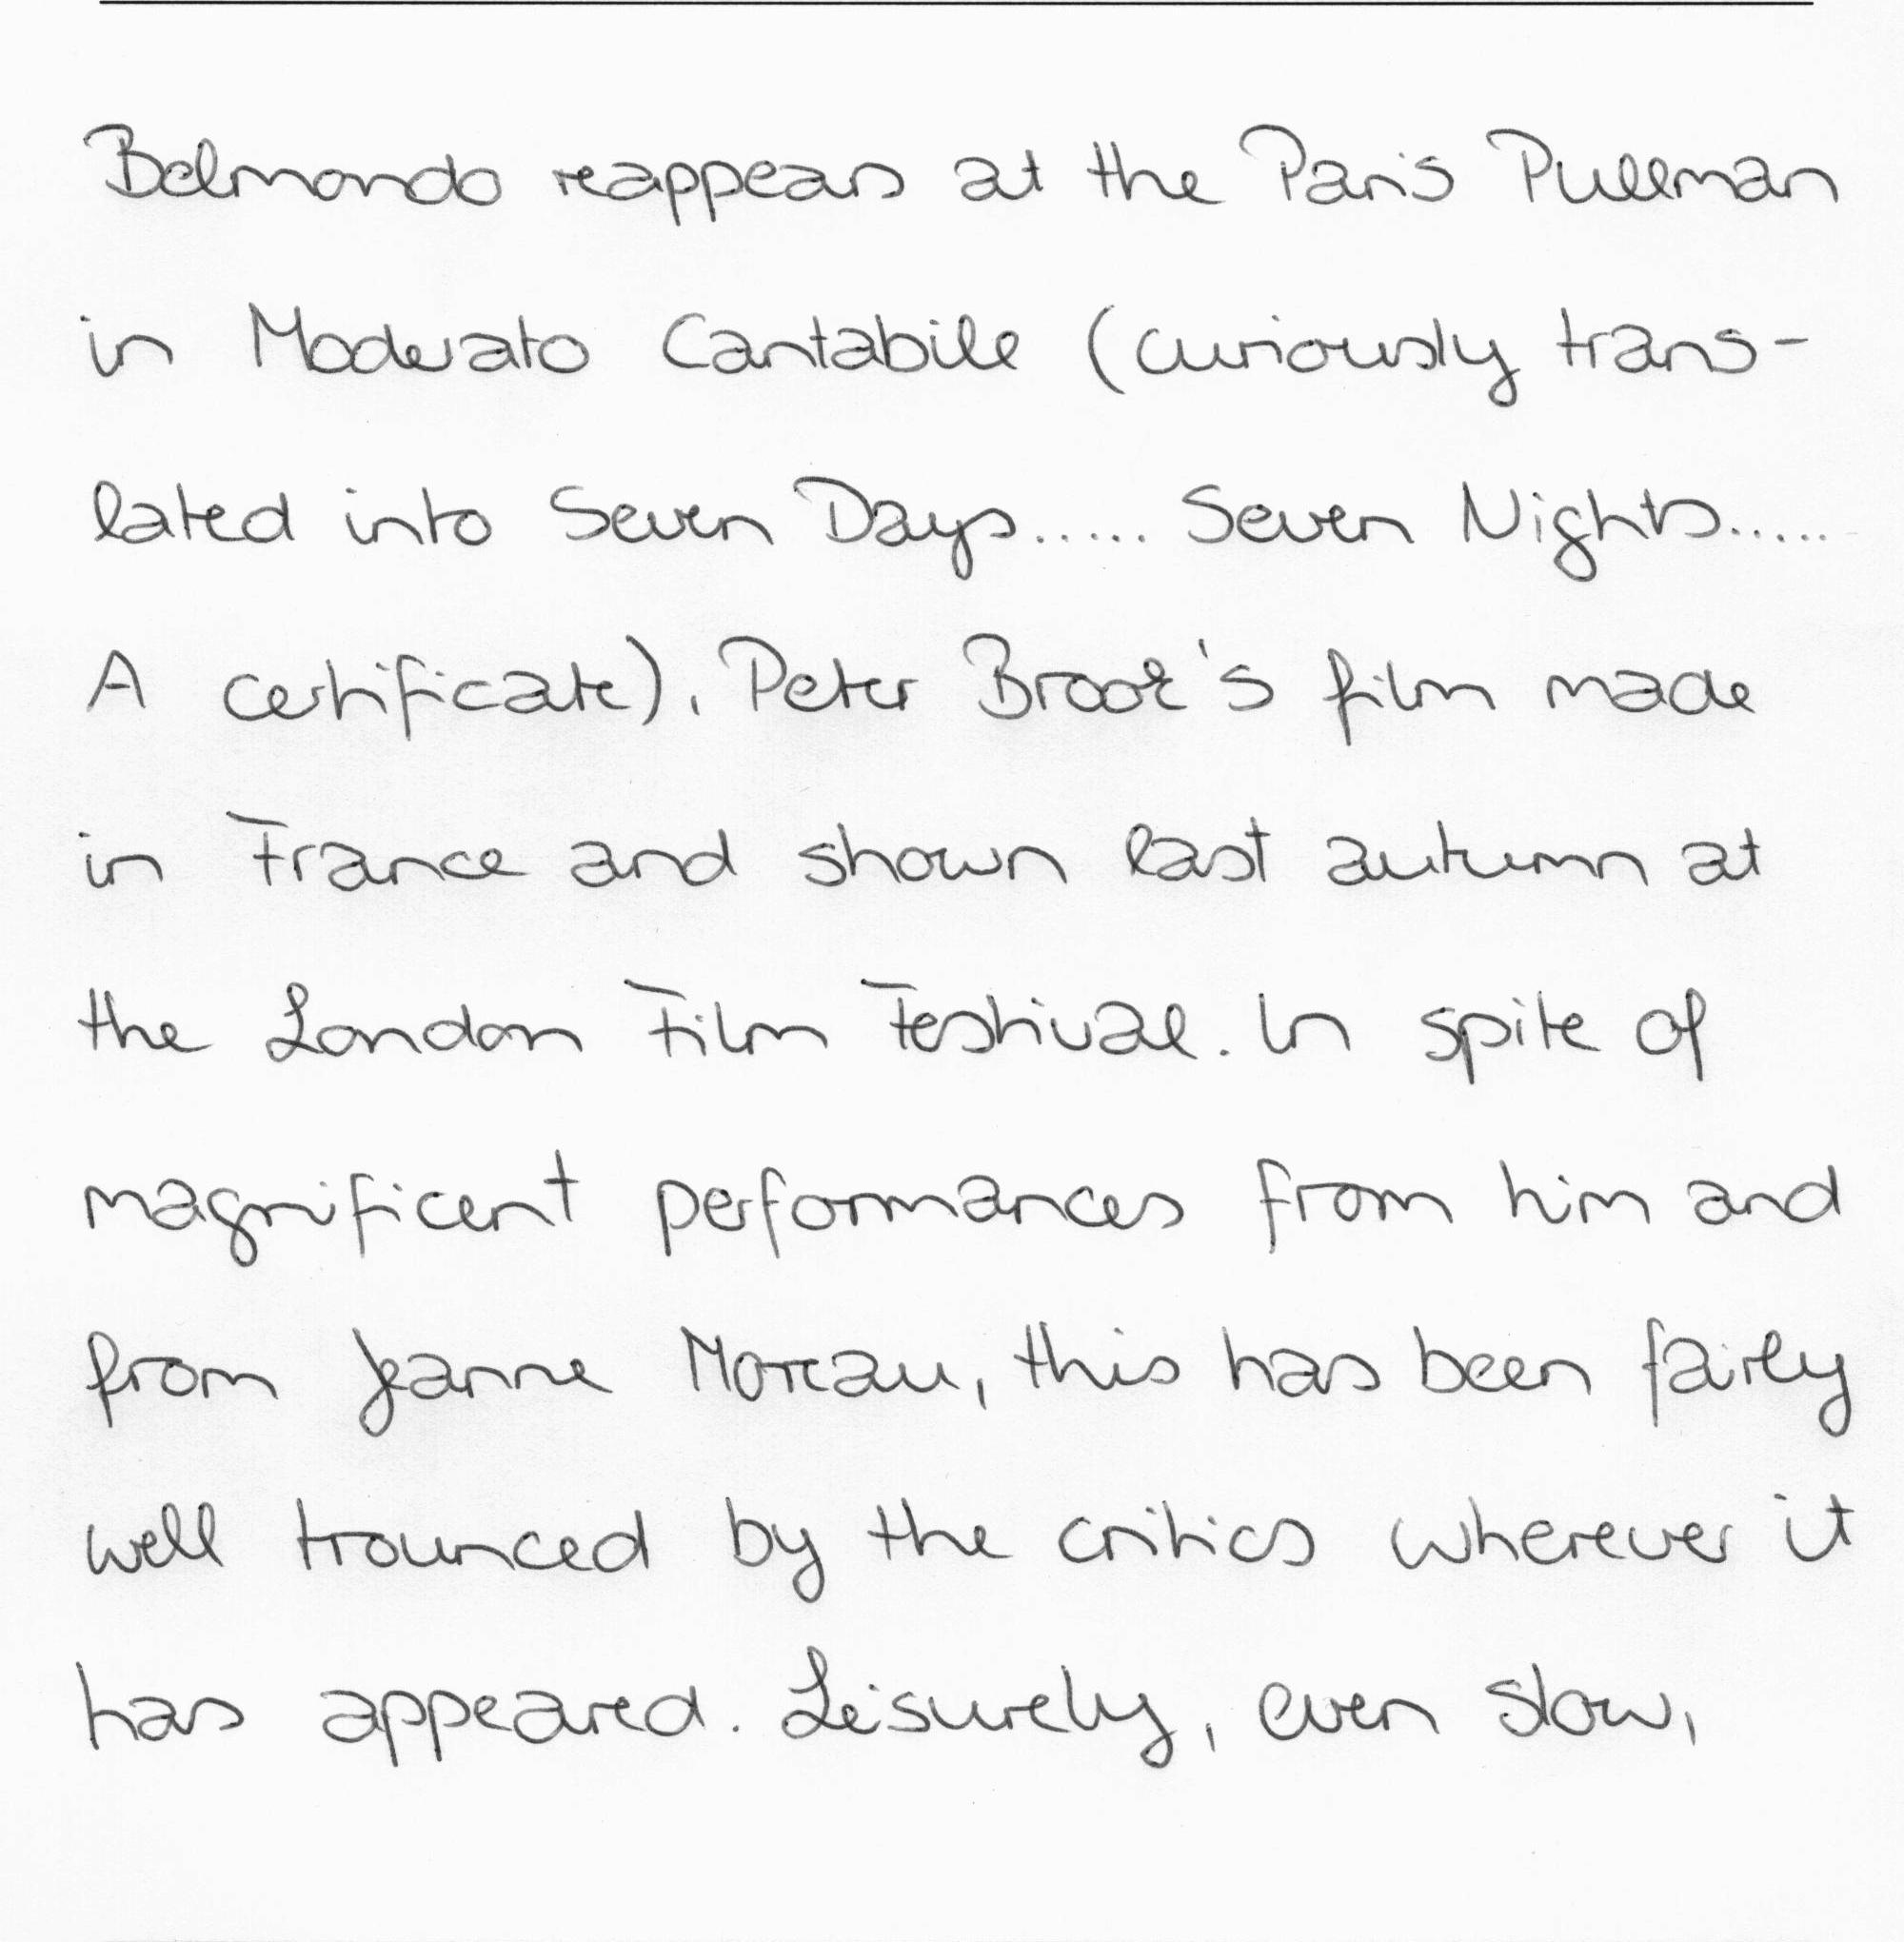 Belmondo reappears at the Paris Pullman
in Moderato Cantabile (curiously trans-
lated into Seven Days..... Seven Nights.....
A certificate), Peter Brook's film made
in France and shown last autumn at
the London Film Festival. In spite of
magnificent performances from him and
from Jeanne Moreau, this has been fairly
well trounced by the critics wherever it
has appeared. Leisurely, even slow,